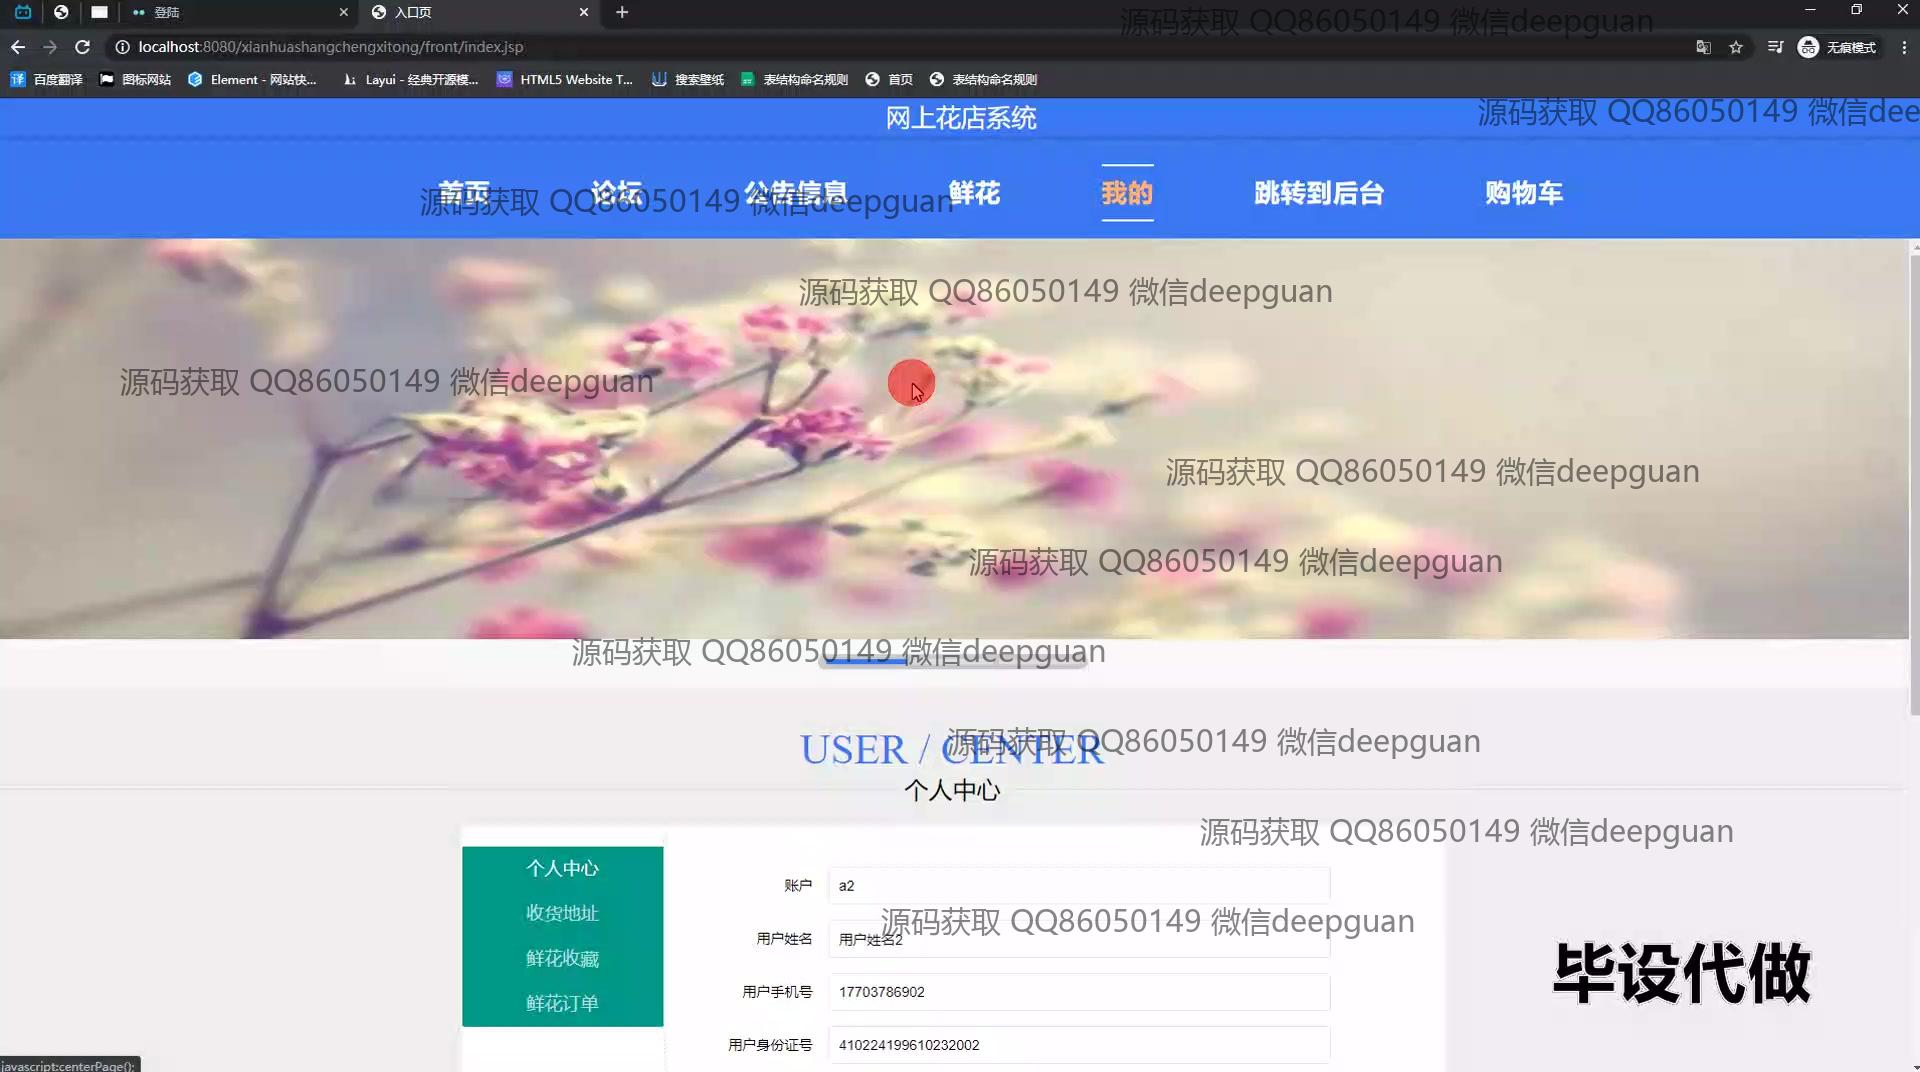 登陆
入口页
源码获取 QQ86050149 微信deepguan
localhost:8080/xianhuashangchengxitong/front/index.jsp
无痕模式
百度翻译
图标网站
Element - 网站快...
Layui - 经典开源模...
HTML5 Website T...
搜索壁纸
表结构命名规则
首页
表结构命名规则
网上花店系统
源码获取 QQ86050149 微信dee
首页
论坛
公告信息
鲜花
我的
跳转到后台
购物车
源码获取 QQ86050149 微信deepguan
源码获取 QQ86050149 微信deepguan
源码获取 QQ86050149 微信deepguan
源码获取 QQ86050149 微信deepguan
源码获取 QQ86050149 微信deepguan
源码获取 QQ86050149 微信deepguan
USER / CENTER
源码获取 QQ86050149 微信deepguan
个人中心
源码获取 QQ86050149 微信deepguan
个人中心
收货地址
鲜花收藏
鲜花订单
账户
a2
源码获取 QQ86050149 微信deepguan
用户姓名
用户姓名2
用户手机号
17703786902
用户身份证号
410224199610232002
毕设代做
javascript:centerPage();